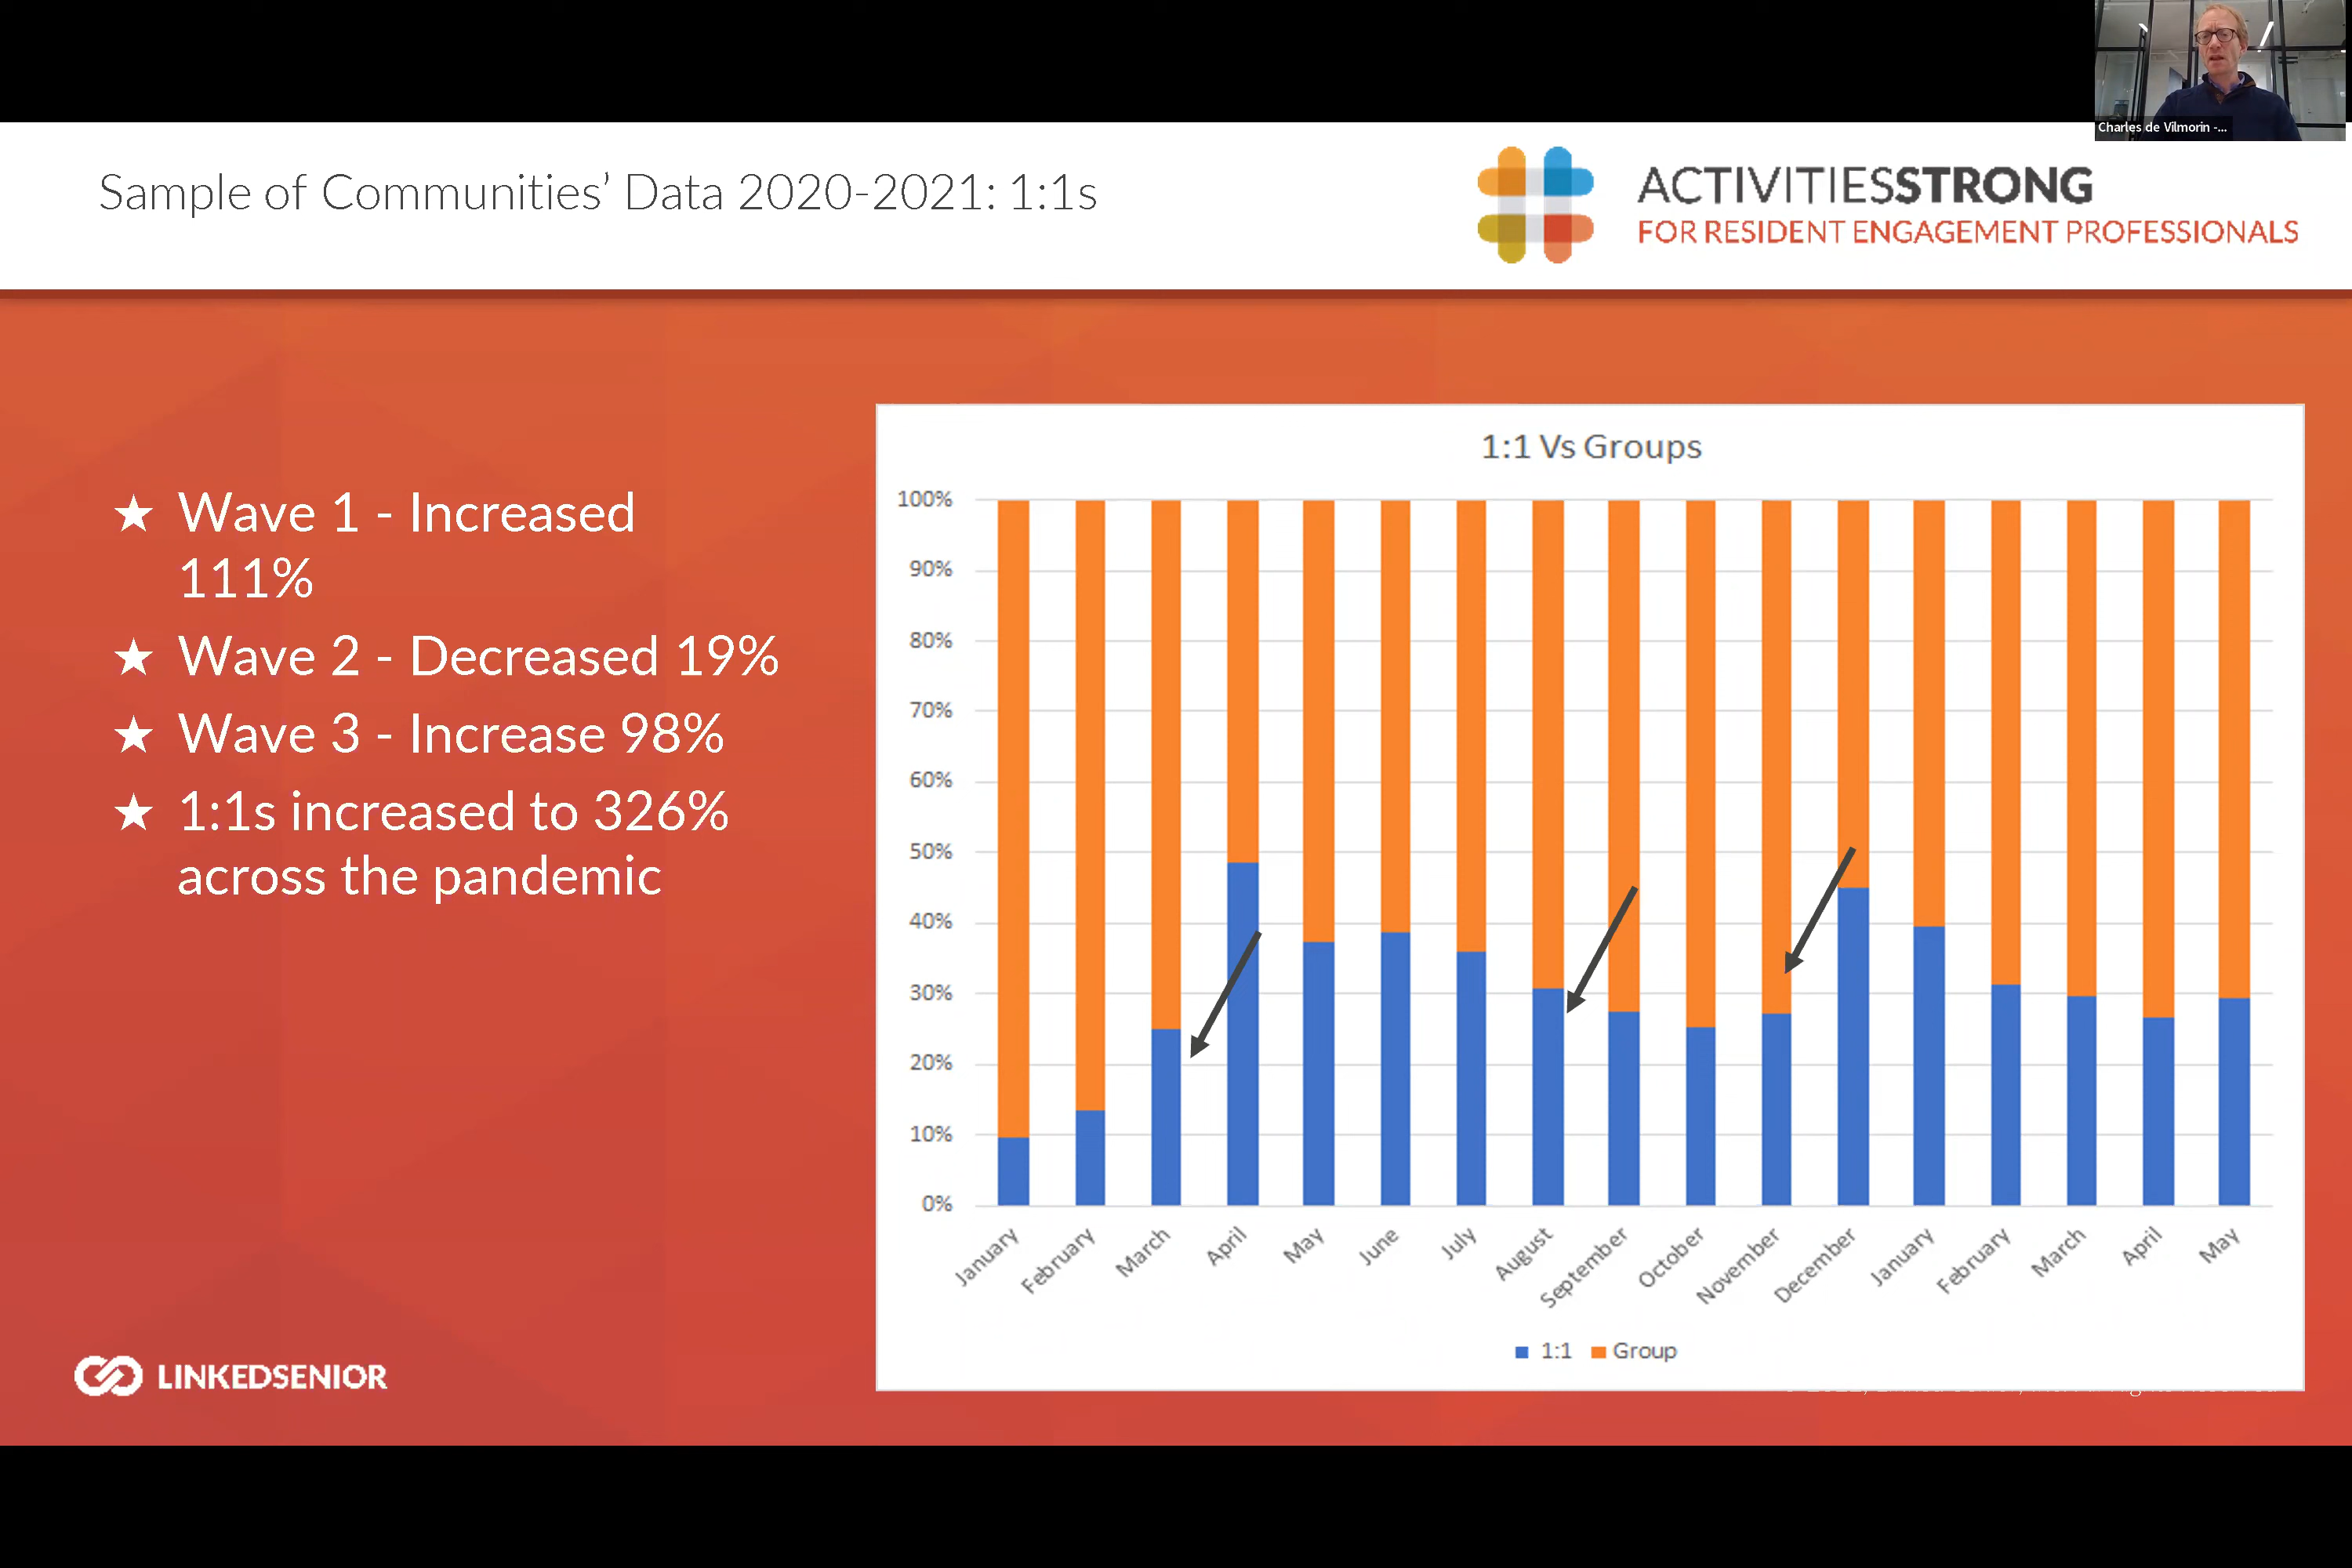 Charles de Vilmorin -...
Sample of Communities' Data 2020-2021: 1:1s
ACTIVITIESSTRONG
FOR RESIDENT ENGAGEMENT PROFESSIONALS
★ Wave 1 - Increased
111%
★ Wave 2 - Decreased 19%
★ Wave 3 - Increase 98%
★ 1:1s increased to 326%
across the pandemic
1:1 Vs Groups
100%
90%
80%
70%
60%
50%
40%
30%
20%
10%
0%
January
February
March
April
May
June
July
August
September
October
November
December
January
February
March
April
May
1:1
Group
LINKEDSENIOR